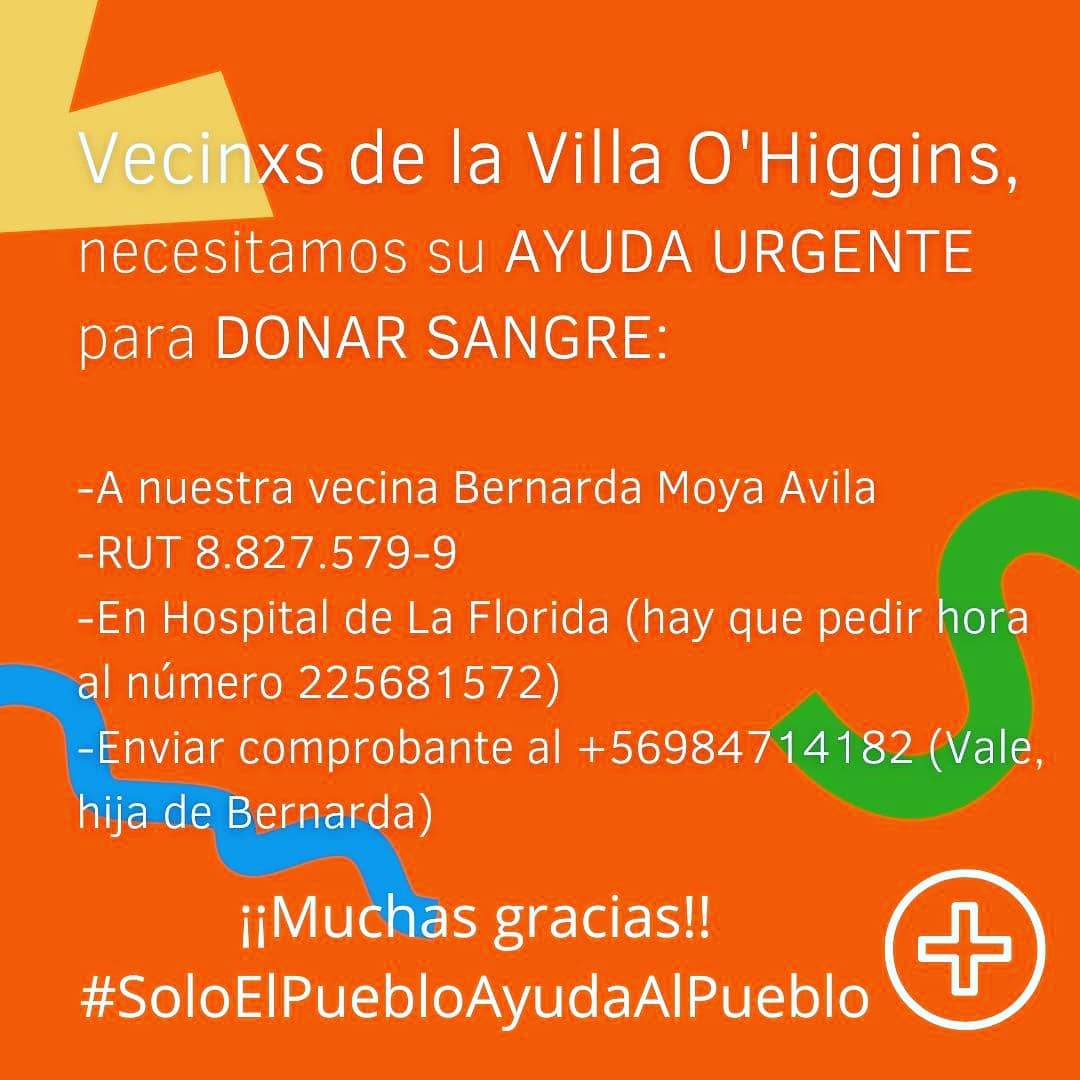 Vecinxs de la Villa O'Higgins,
necesitamos su AYUDA URGENTE
para DONAR SANGRE:
-A nuestra vecina Bernarda Moya Avila
-RUT 8.827.579-9
-En Hospital de La Florida (hay que pedir hora
al número 225681572)
-Enviar comprobante al +56984714182 (Vale,
hija de Bernarda)
¡¡Muchas gracias!!
#SoloElPuebloAyudaAlPueblo